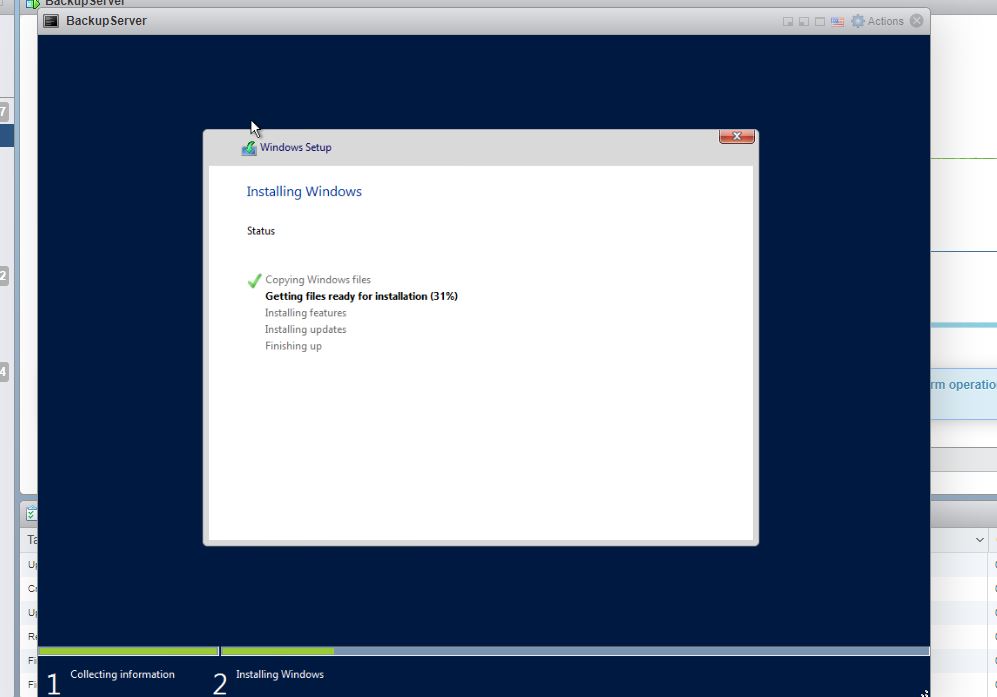 BackupServer
BackupServer
Actions
7
Windows Setup
Installing Windows
Status
2
Copying Windows files
Getting files ready for installation (31%)
Installing features
Installing updates
Finishing up
4
rm operatio
Ta
Up
Cr
Up
Re
Fi
Fi
1 Collecting information
2 Installing Windows